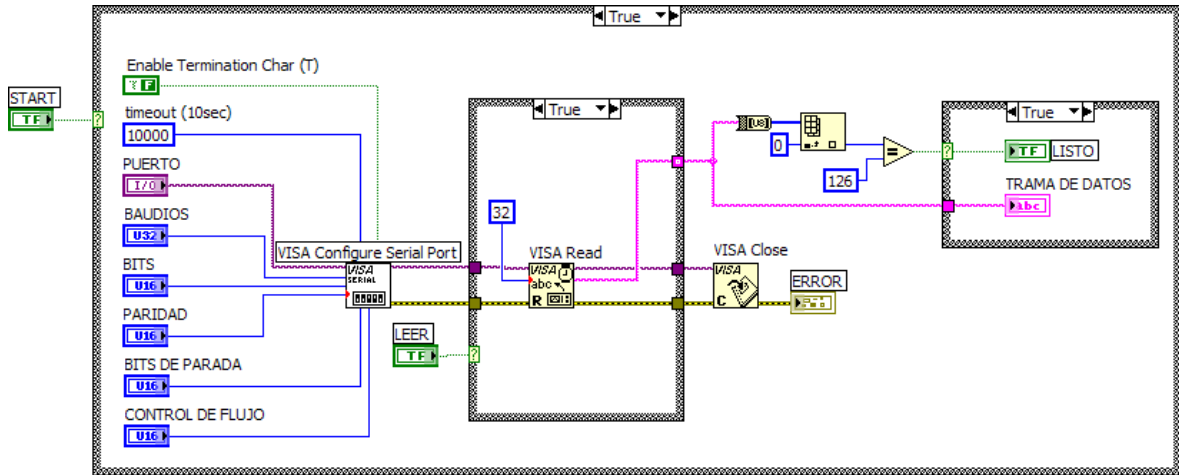 True
START
TF
?
Enable Termination Char (T)
F
timeout (10sec)
10000
PUERTO
I/O
BAUDIOS
U32
BITS
U16
PARIDAD
U16
BITS DE PARADA
U16
CONTROL DE FLUJO
U16
VISA Configure Serial Port
VISA
SERIAL
LEER
TF
?
True
32
VISA Read
VISA
abc
R
VISA Close
VISA
C
ERROR
[U8]
0
126
=
True
?
TF
LISTO
TRAMA DE DATOS
abc